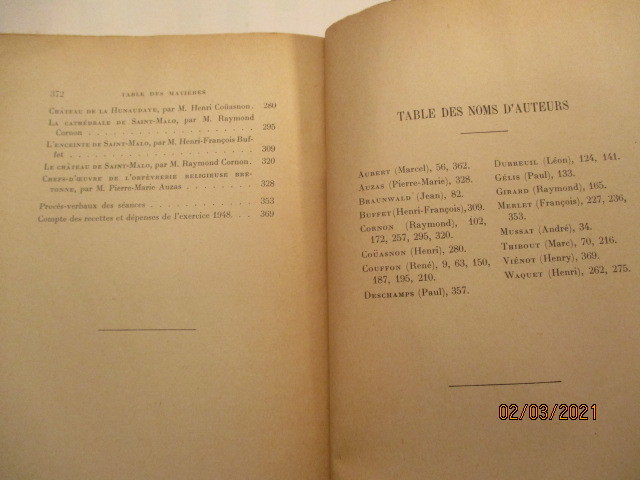 372 TABLE DES MATIÈRES
CHÂTEAU DE LA HUNAUDAYE, par M. Henri Coüasnon. 280
LA CATHÉDRALE DE SAINT-MALO, par M. Raymond
Cornon . . . . . . . . . . . . . . . . 295
L'ENCEINTE DE SAINT-MALO, par M. Henri-François Buf-
fet . . . . . . . . . . . . . . . . . 309
LE CHÂTEAU DE SAINT-MALO, par M. Raymond Cornon. 320
CHEFS-D'ŒUVRE DE L'ORFÈVRERIE RELIGIEUSE BRE-
TONNE, par M. Pierre-Marie Auzas . . . . . . . 328
Procès-verbaux des séances . . . . . . . . . . 353
Compte des recettes et dépenses de l'exercice 1948. . . 369
TABLE DES NOMS D'AUTEURS
AUBERT (Marcel), 56, 362.
AUZAS (Pierre-Marie), 328.
BRAUNWALD (Jean), 82.
BUFFET (Henri-François), 309.
CORNON (Raymond), 102,
172, 257, 295, 320.
COÜASNON (Henri), 280.
COUFFON (René), 9, 63, 150,
187, 195, 210.
DESCHAMPS (Paul), 357.
DUBREUIL (Léon), 124, 141.
GÉLIS (Paul), 133.
GIRARD (Raymond), 165.
MERLET (François), 227, 236,
353.
MUSSAT (André), 34.
THIBOUT (Marc), 70, 216.
VIÉNOT (Henry), 369.
WAQUET (Henri), 262, 275.
02/03/2021